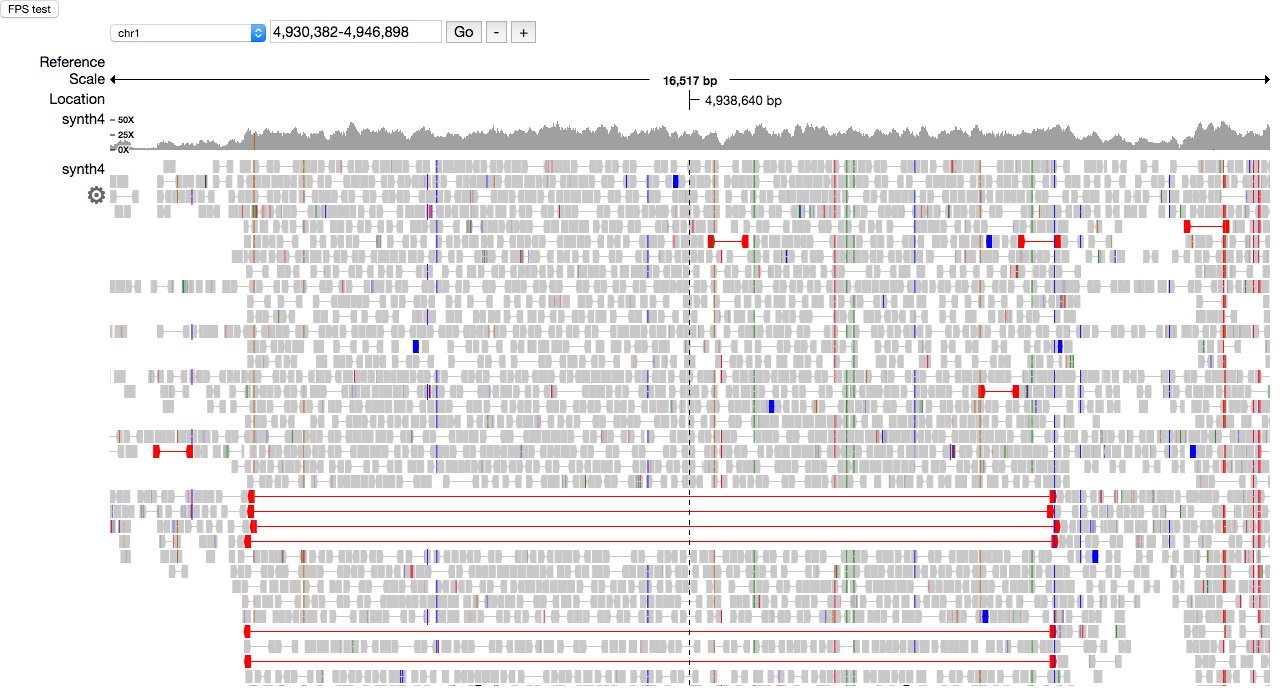 FPS test
chr1 4,930,382-4,946,898 Go - +
Reference
Scale 16,517 bp
Location 4,938,640 bp
synth4 50X
25X
0X
synth4